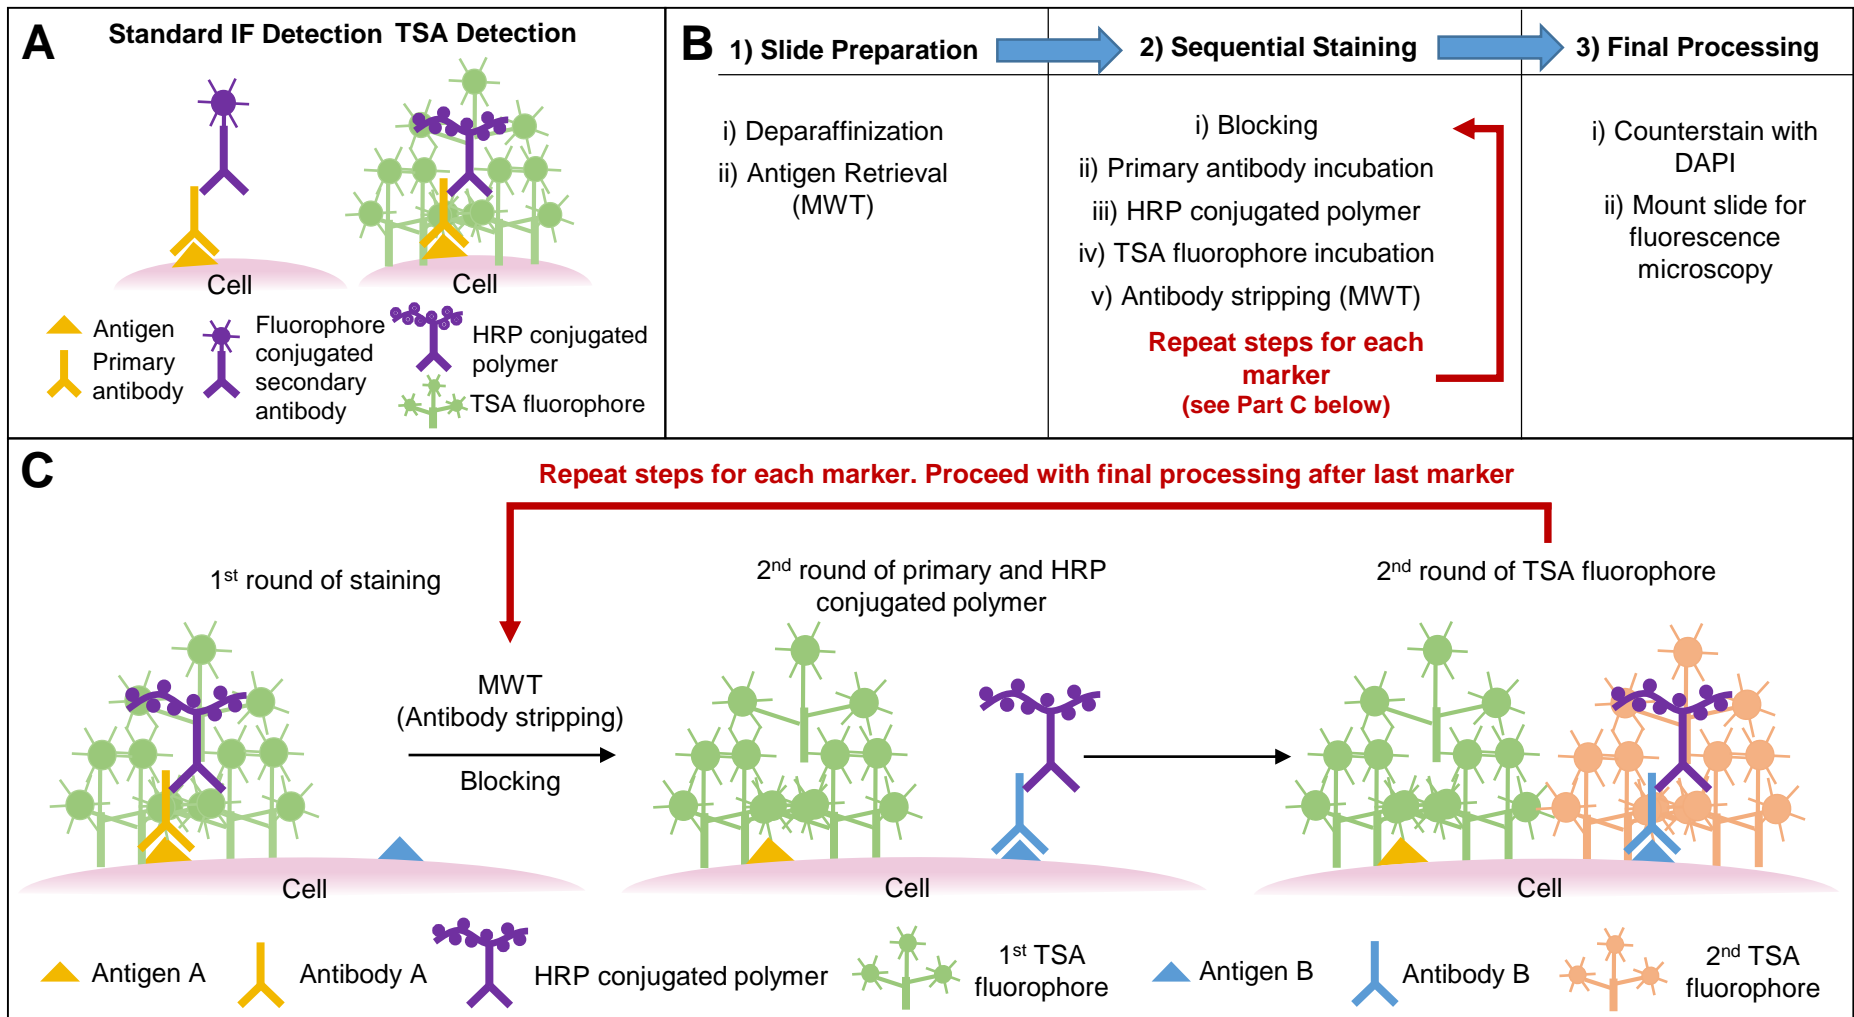 A
Standard IF Detection
TSA Detection
Cell
Cell
Antigen
Primary
antibody
Fluorophore
conjugated
secondary
antibody
HRP conjugated
polymer
TSA fluorophore
B
1) Slide Preparation
2) Sequential Staining
3) Final Processing
i) Deparaffinization
ii) Antigen Retrieval
(MWT)
i) Blocking
ii) Primary antibody incubation
iii) HRP conjugated polymer
iv) TSA fluorophore incubation
v) Antibody stripping (MWT)
Repeat steps for each
marker
(see Part C below)
i) Counterstain with
DAPI
ii) Mount slide for
fluorescence
microscopy
C
Repeat steps for each marker. Proceed with final processing after last marker
1st round of staining
MWT
(Antibody stripping)
Blocking
2nd round of primary and HRP
conjugated polymer
2nd round of TSA fluorophore
Cell
Cell
Cell
Antigen A
Antibody A
HRP conjugated polymer
1st TSA
fluorophore
Antigen B
Antibody B
2nd TSA
fluorophore